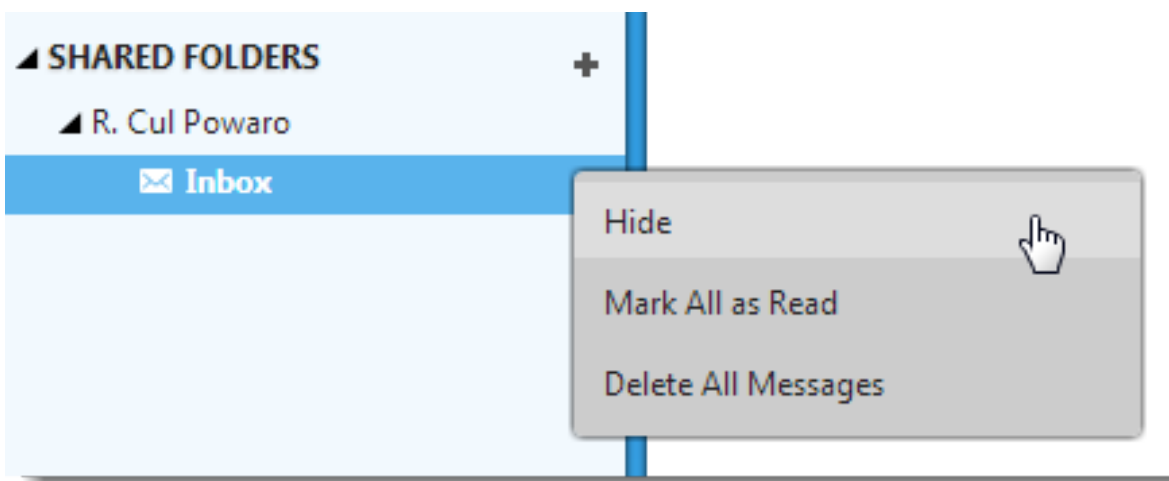 SHARED FOLDERS
R. Cul Powaro
Inbox
Hide
Mark All as Read
Delete All Messages